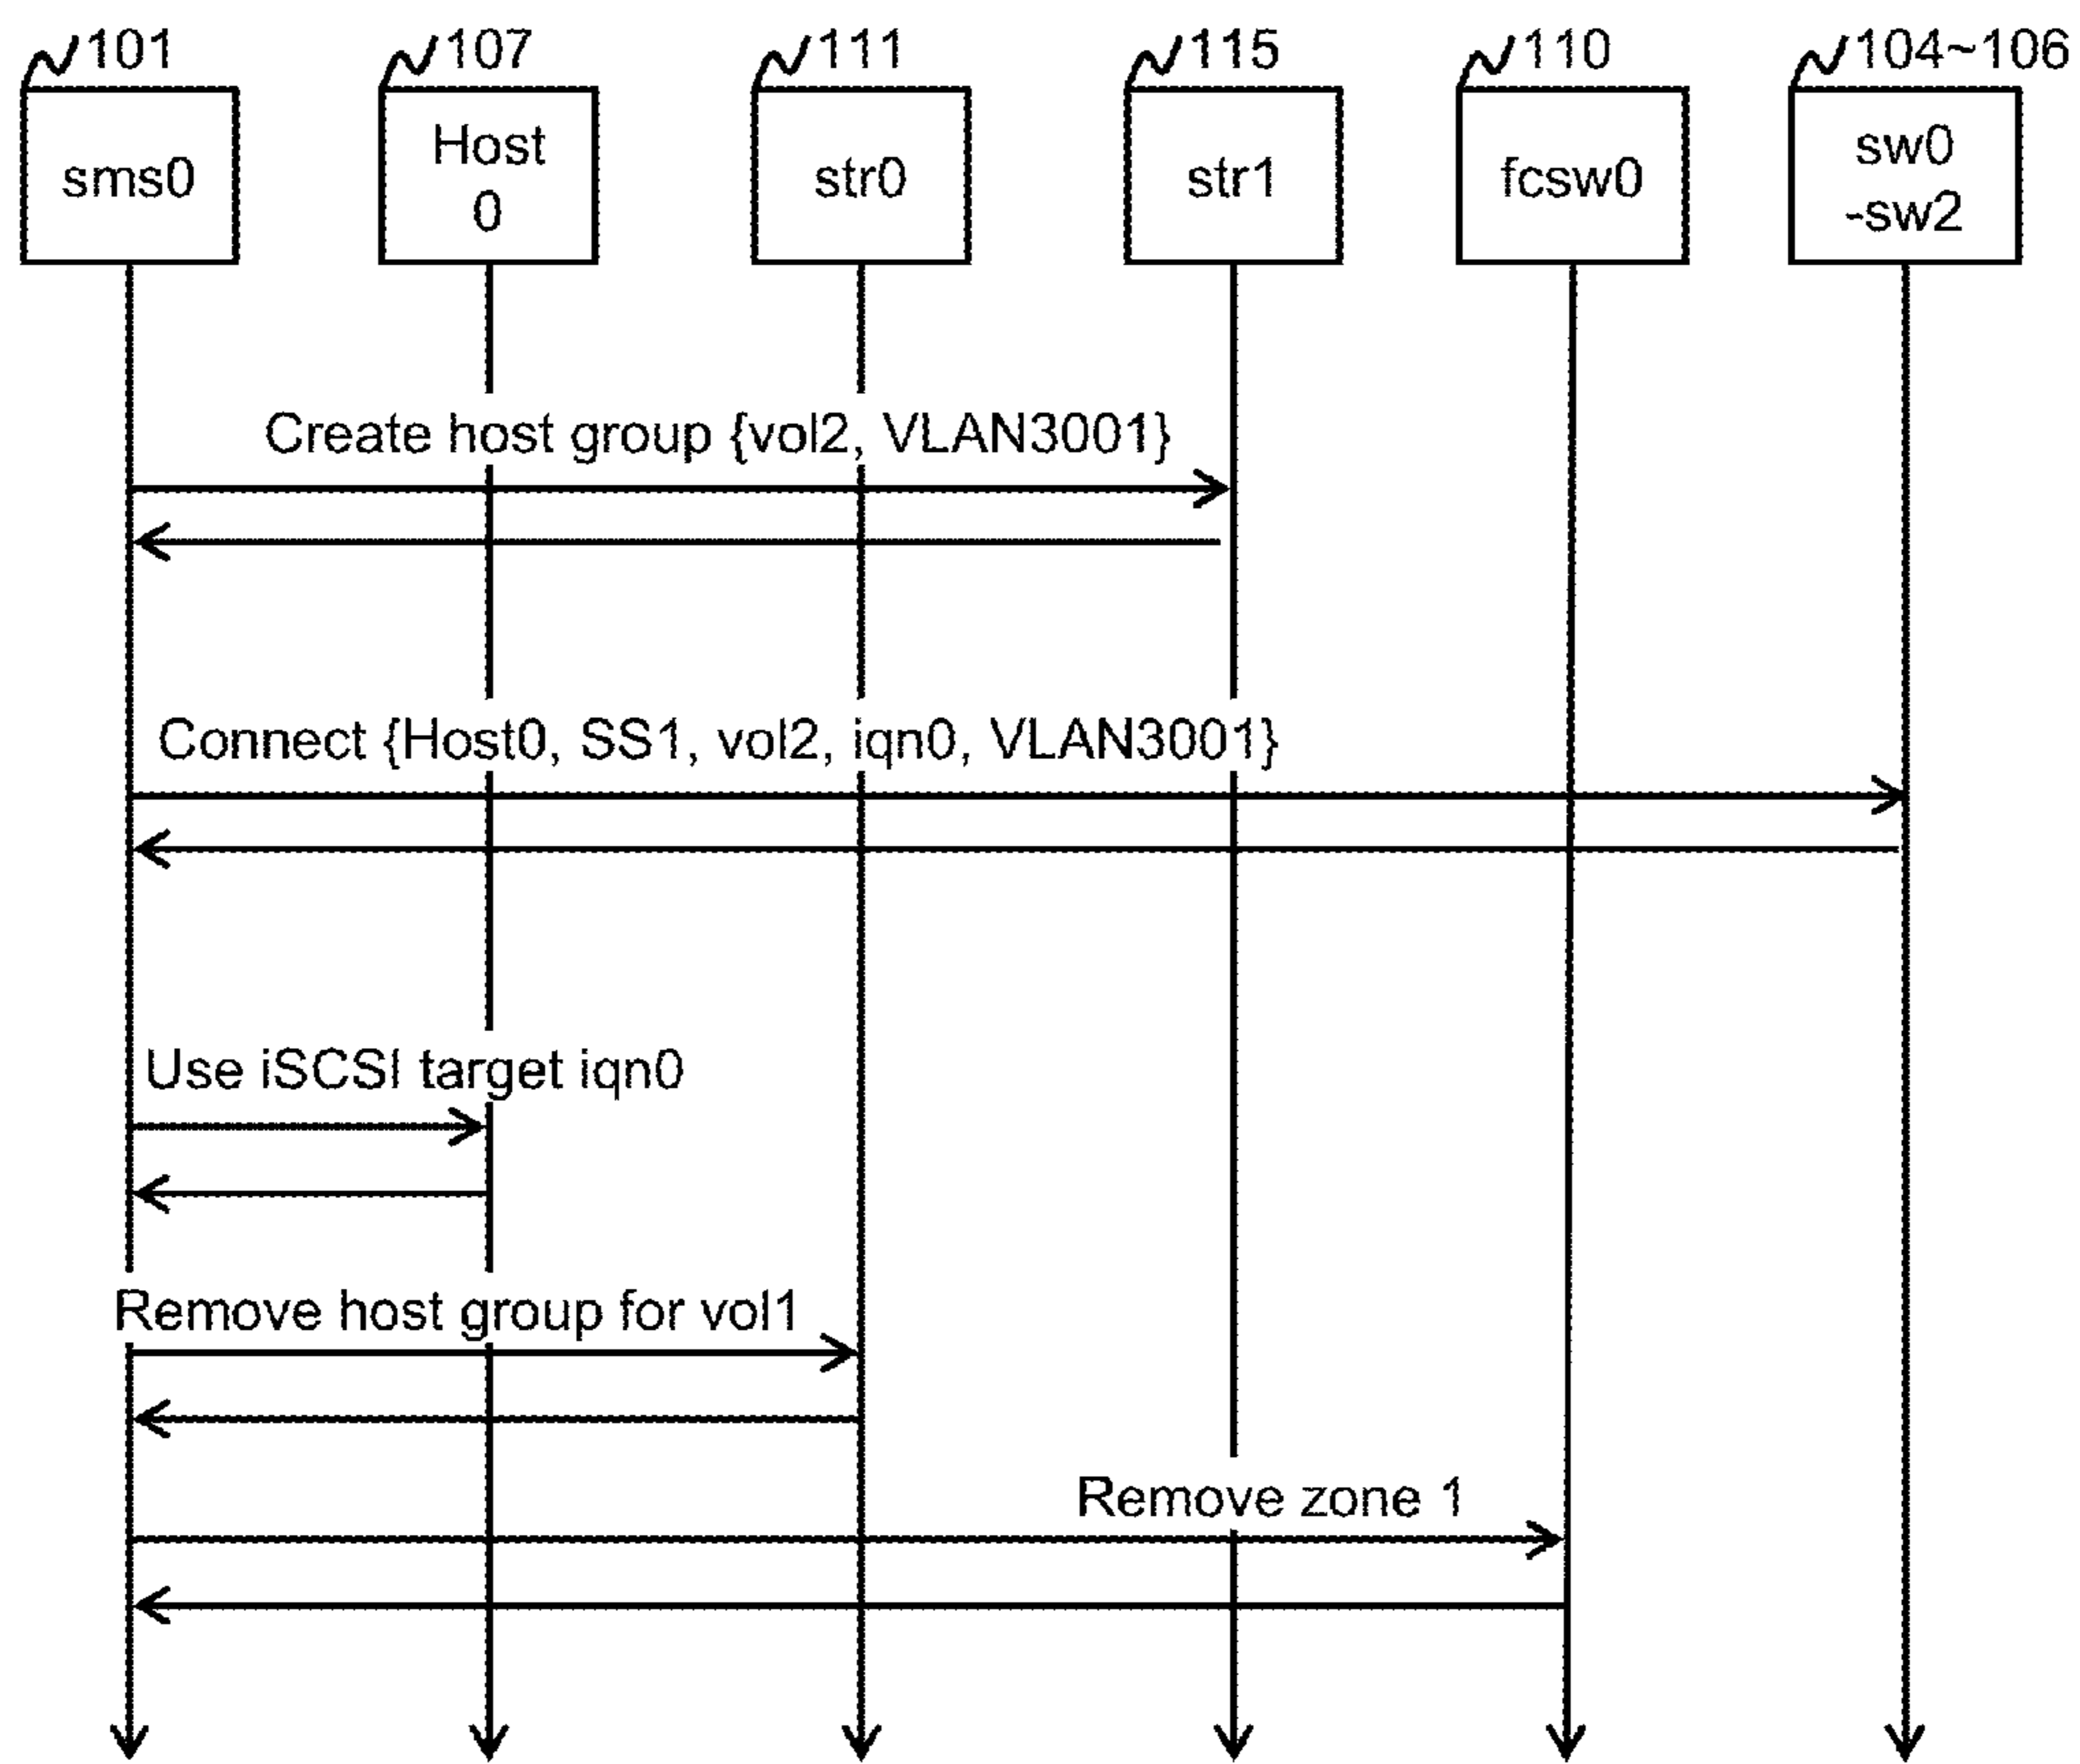 101
107
111
115
110
104~106
sms0
Host
0
str0
str1
fcsw0
sw0
-sw2
Create host group {vol2, VLAN3001}
Connect {Host0, SS1, vol2, iqn0, VLAN3001}
Use iSCSI target iqn0
Remove host group for vol1
Remove zone 1